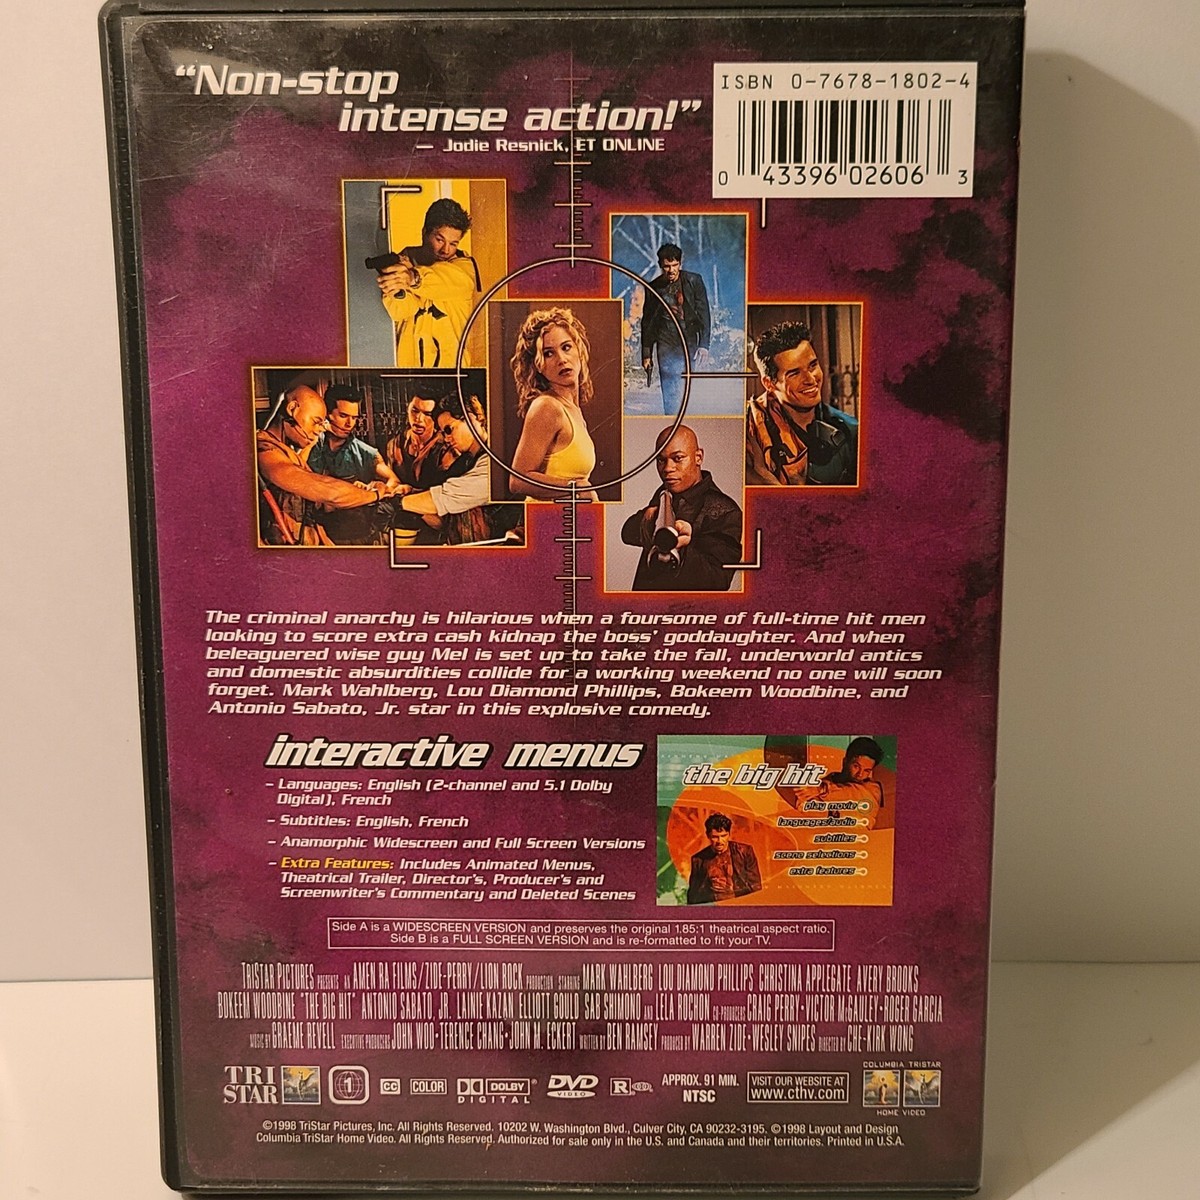 “Non-stop
intense action!”
— Jodie Resnick, ET ONLINE
ISBN 0-7678-1802-4
0 43396 02606 3
The criminal anarchy is hilarious when a foursome of full-time hit men
looking to score extra cash kidnap the boss’ goddaughter. And when
beleaguered wise guy Mel is set up to take the fall, underworld antics
and domestic absurdities collide for a working weekend no one will soon
forget. Mark Wahlberg, Lou Diamond Phillips, Bokeem Woodbine, and
Antonio Sabato, Jr. star in this explosive comedy.
interactive menus
– Languages: English (2-channel and 5.1 Dolby
Digital), French
– Subtitles: English, French
– Anamorphic Widescreen and Full Screen Versions
– Extra Features: Includes Animated Menus,
Theatrical Trailer, Director’s, Producer’s and
Screenwriter’s Commentary and Deleted Scenes
the big hit
play movie
languages/audio
subtitles
scene selections
extra features
Side A is a WIDESCREEN VERSION and preserves the original 1.85:1 theatrical aspect ratio.
Side B is a FULL SCREEN VERSION and is re-formatted to fit your TV.
TRISTAR PICTURES PRESENTS AN AMEN RA FILMS/ZIDE-PERRY/LION ROCK PRODUCTION STARRING MARK WAHLBERG LOU DIAMOND PHILLIPS CHRISTINA APPLEGATE AVERY BROOKS
BOKEEM WOODBINE "THE BIG HIT" ANTONIO SABATO, JR. LAINIE KAZAN ELLIOTT GOULD SAB SHIMONO AND LELA ROCHON CO-PRODUCERS CRAIG PERRY • VICTOR McGAULEY • ROGER GARCIA
MUSIC BY GRAEME REVELL EXECUTIVE PRODUCERS JOHN WOO • TERENCE CHANG • JOHN M. ECKERT WRITTEN BY BEN RAMSEY PRODUCED BY WARREN ZIDE • WESLEY SNIPES DIRECTED BY CHE-KIRK WONG
TRI
STAR
1
CC
COLOR
DOLBY
DIGITAL
DVD
VIDEO
R
APPROX. 91 MIN.
NTSC
VISIT OUR WEBSITE AT
www.cthv.com
COLUMBIA TRISTAR
HOME VIDEO
©1998 TriStar Pictures, Inc. All Rights Reserved. 10202 W. Washington Blvd., Culver City, CA 90232-3195. ©1998 Layout and Design
Columbia TriStar Home Video. All Rights Reserved. Authorized for sale only in the U.S. and Canada and their territories. Printed in U.S.A.